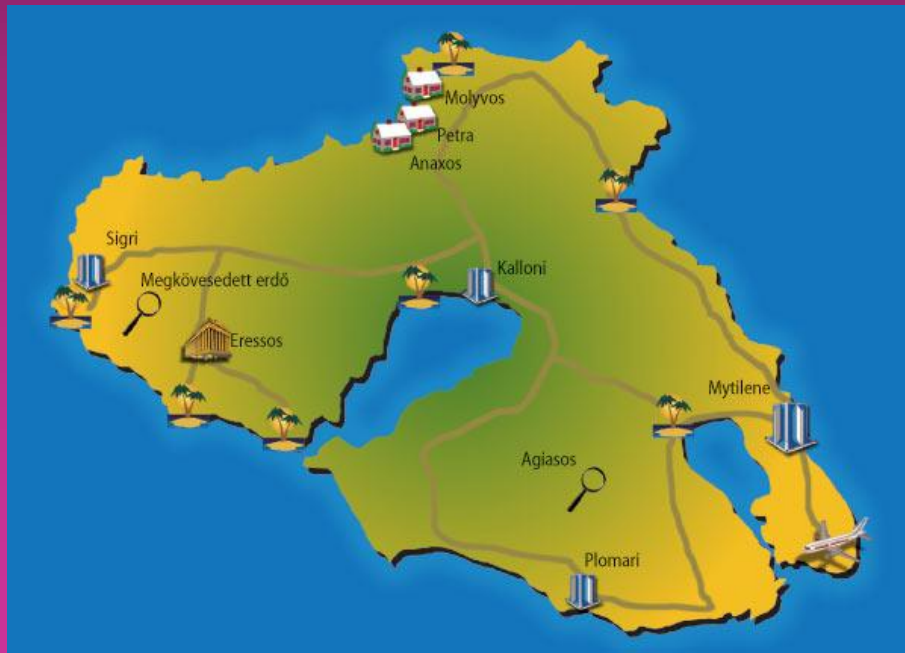 Molyvos
Petra
Anaxos
Sigri
Megkövesedett erdő
Kalloni
Eressos
Mytilene
Agiasos
Plomari